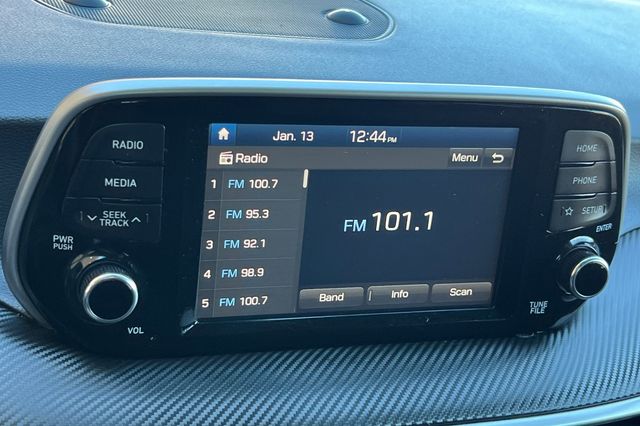 RADIO
MEDIA
SEEK
TRACK
PWR
PUSH
VOL
Jan. 13 12:44PM
Radio Menu
1 FM 100.7
2 FM 95.3
3 FM 92.1
4 FM 98.9
5 FM 100.7
FM 101.1
Band Info Scan
HOME
PHONE
SETUP
ENTER
TUNE
FILE